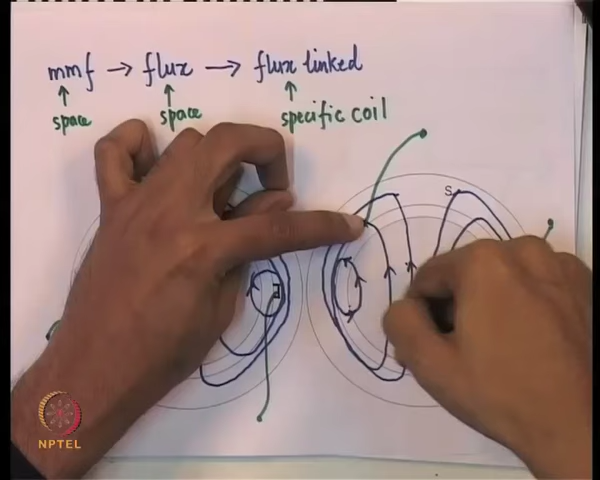 mmf → flux → flux linked
↑ ↑ ↑
space space specific coil
S
NPTEL